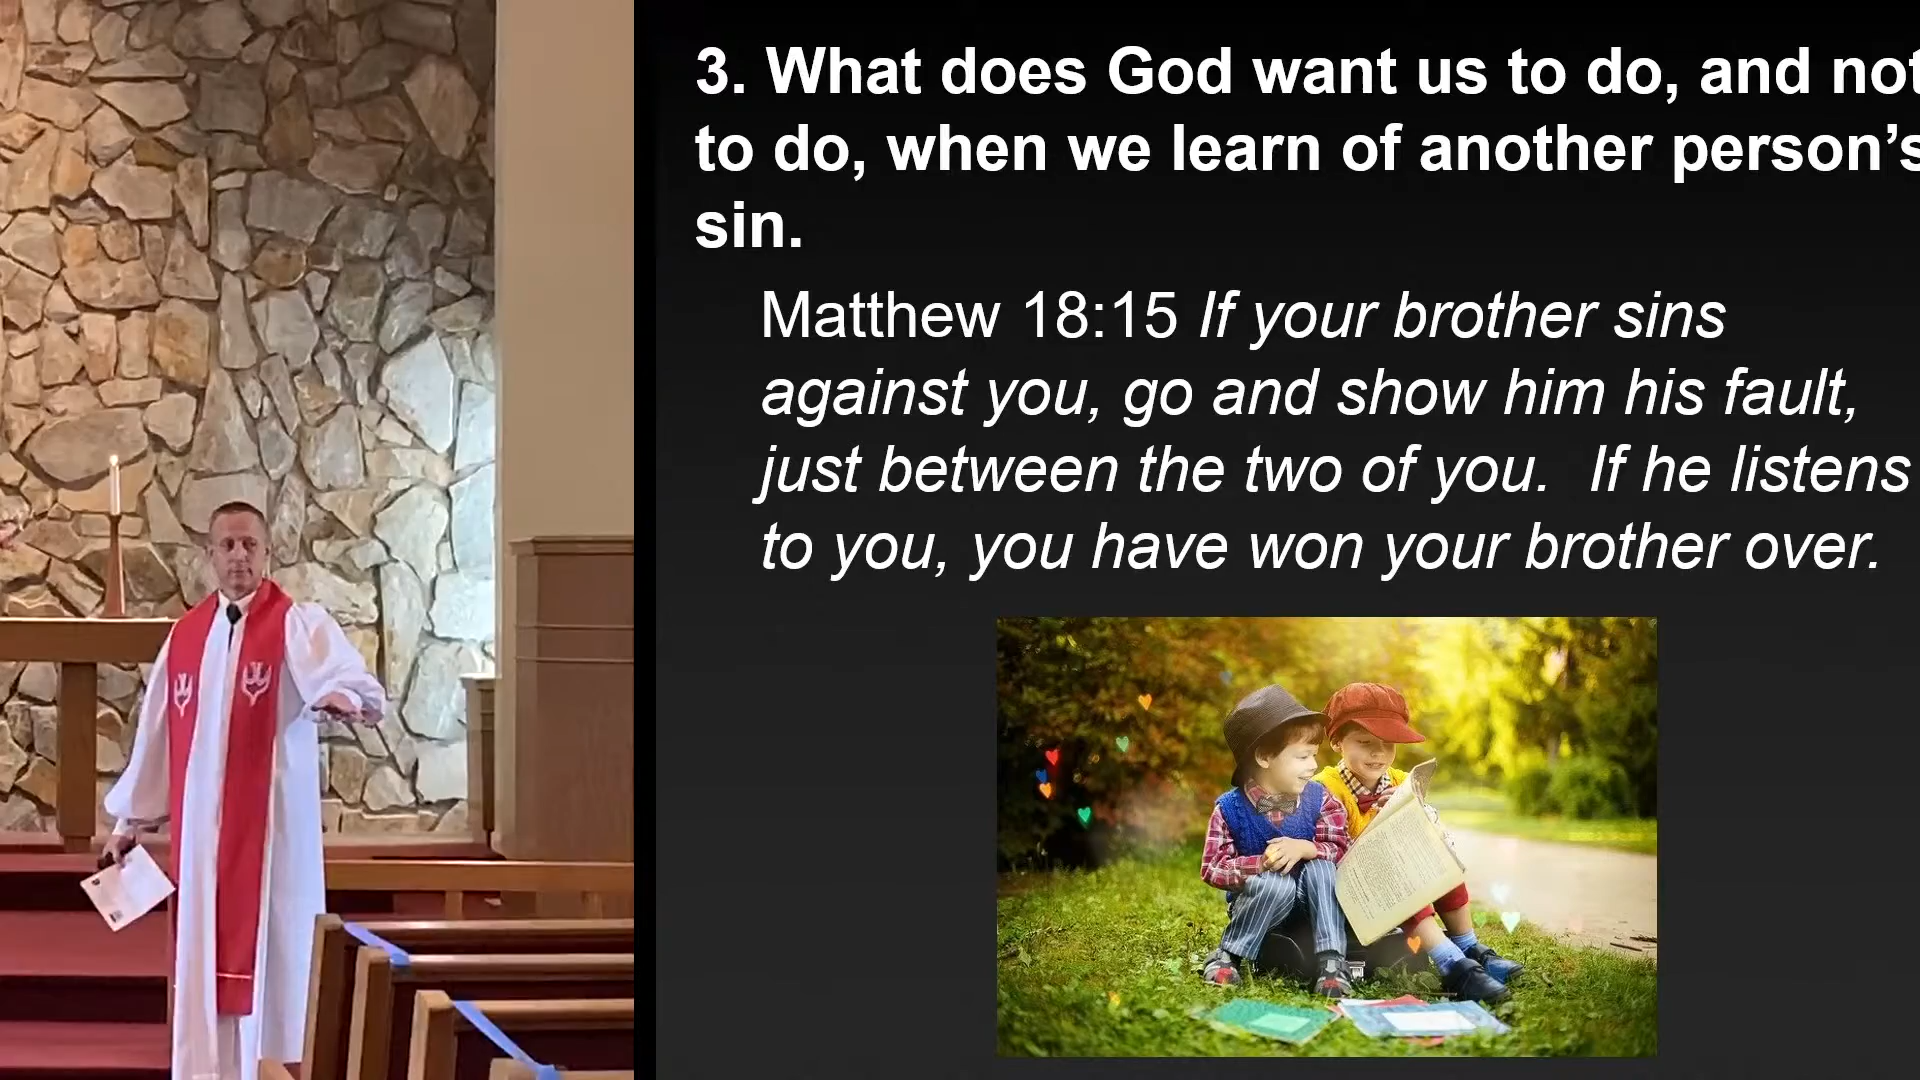 3. What does God want us to do, and not
to do, when we learn of another person’s
sin.
Matthew 18:15 If your brother sins
against you, go and show him his fault,
just between the two of you.  If he listens
to you, you have won your brother over.